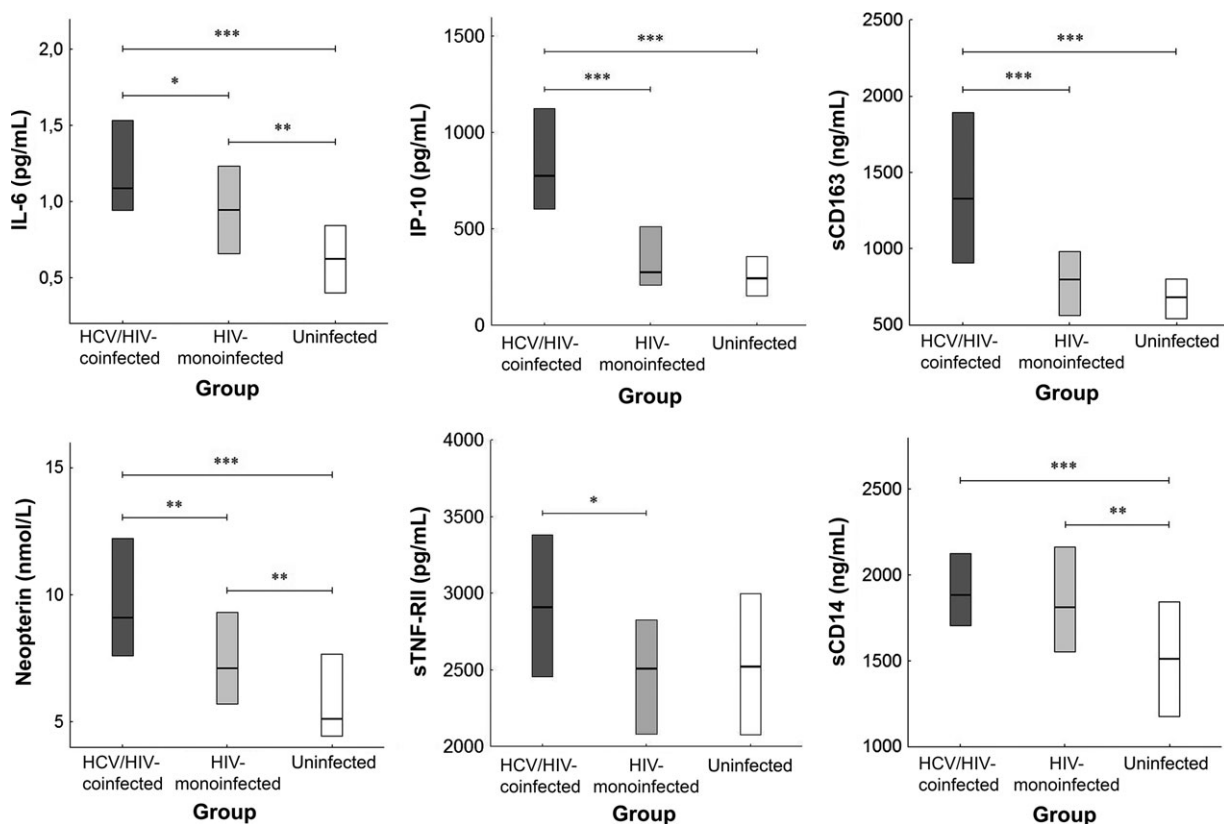 IL-6 (pg/mL)
2,0
1,5
1,0
0,5
***
*
**
HCV/HIV-
coinfected
HIV-
monoinfected
Uninfected
Group
IP-10 (pg/mL)
1500
1000
500
0
***
***
HCV/HIV-
coinfected
HIV-
monoinfected
Uninfected
Group
sCD163 (ng/mL)
2500
2000
1500
1000
500
***
***
HCV/HIV-
coinfected
HIV-
monoinfected
Uninfected
Group
Neopterin (nmol/L)
15
10
5
***
**
**
HCV/HIV-
coinfected
HIV-
monoinfected
Uninfected
Group
sTNF-RII (pg/mL)
4000
3500
3000
2500
2000
*
HCV/HIV-
coinfected
HIV-
monoinfected
Uninfected
Group
sCD14 (ng/mL)
2500
2000
1500
1000
***
**
HCV/HIV-
coinfected
HIV-
monoinfected
Uninfected
Group